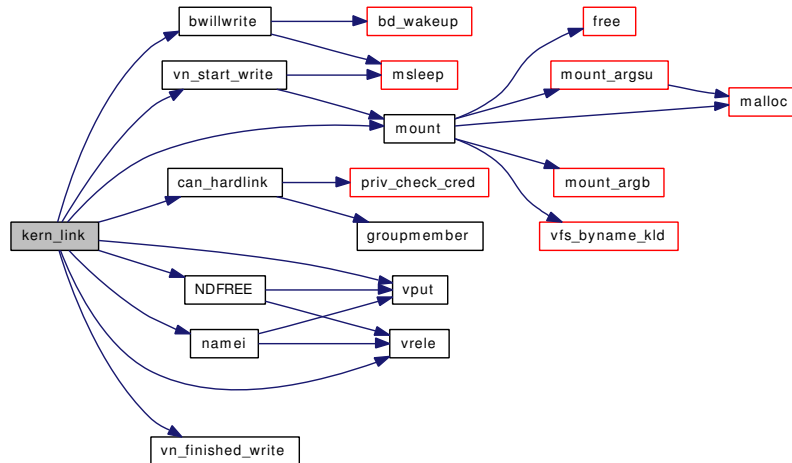 bwillwrite
bd_wakeup
free
vn_start_write
msleep
mount_argsu
malloc
mount
can_hardlink
priv_check_cred
mount_argb
kern_link
groupmember
vfs_byname_kld
NDFREE
vput
namei
vrele
vn_finished_write